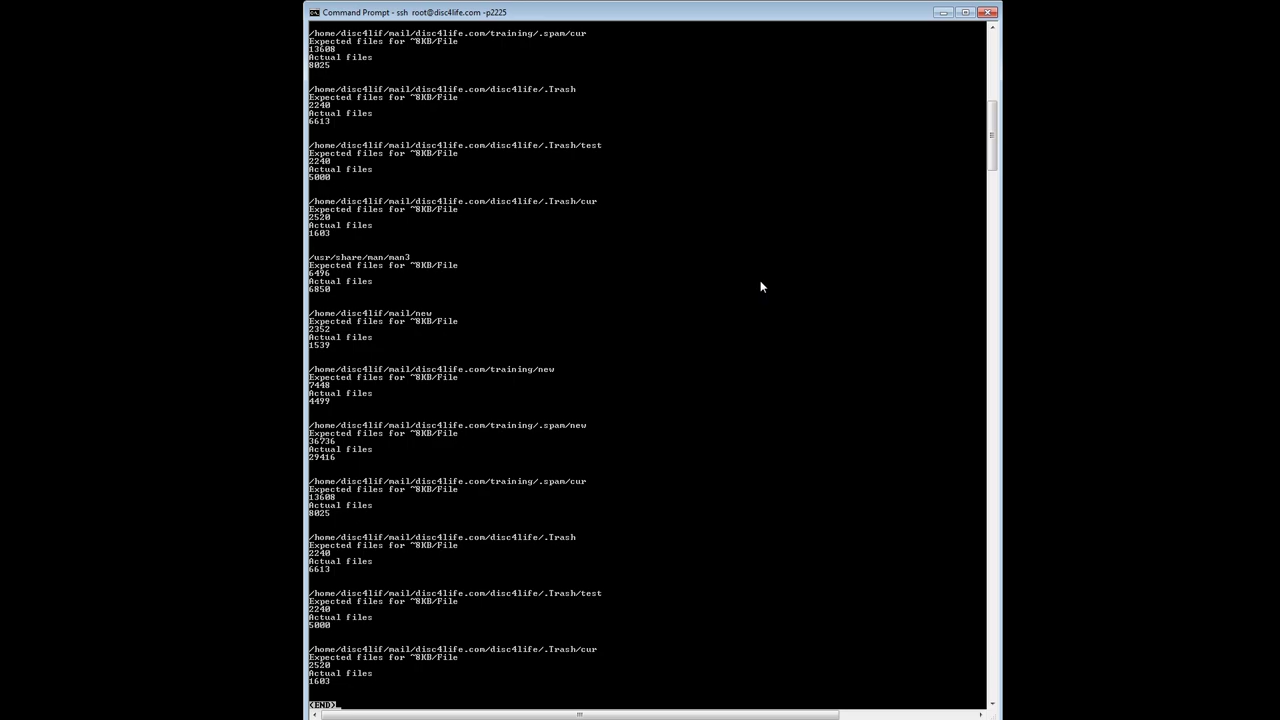 Command Prompt - ssh root@disc4life.com -p2225
/home/disc4lif/mail/disc4life.com/training/.spam/cur
Expected files for ~8KB/File
13608
Actual files
8025
/home/disc4lif/mail/disc4life.com/disc4life/.Trash
Expected files for ~8KB/File
2240
Actual files
6613
/home/disc4lif/mail/disc4life.com/disc4life/.Trash/test
Expected files for ~8KB/File
2240
Actual files
5000
/home/disc4lif/mail/disc4life.com/disc4life/.Trash/cur
Expected files for ~8KB/File
2520
Actual files
1603
/usr/share/man/man3
Expected files for ~8KB/File
6496
Actual files
6850
/home/disc4lif/mail/new
Expected files for ~8KB/File
2352
Actual files
1539
/home/disc4lif/mail/disc4life.com/training/new
Expected files for ~8KB/File
7448
Actual files
4499
/home/disc4lif/mail/disc4life.com/training/.spam/new
Expected files for ~8KB/File
36736
Actual files
29416
/home/disc4lif/mail/disc4life.com/training/.spam/cur
Expected files for ~8KB/File
13608
Actual files
8025
/home/disc4lif/mail/disc4life.com/disc4life/.Trash
Expected files for ~8KB/File
2240
Actual files
6613
/home/disc4lif/mail/disc4life.com/disc4life/.Trash/test
Expected files for ~8KB/File
2240
Actual files
5000
/home/disc4lif/mail/disc4life.com/disc4life/.Trash/cur
Expected files for ~8KB/File
2520
Actual files
1603
(END)